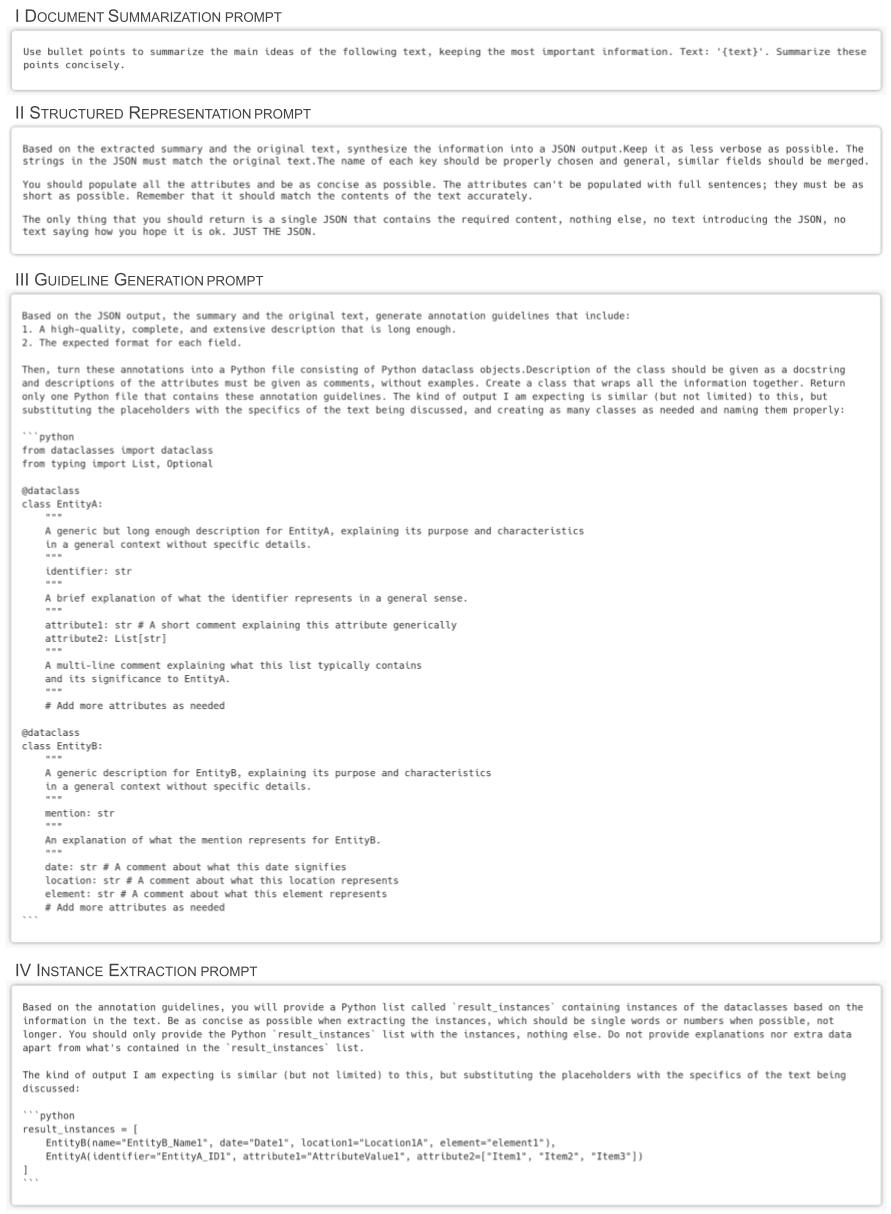 I DOCUMENT SUMMARIZATION PROMPT
Use bullet points to summarize the main ideas of the following text, keeping the most important information. Text: '{text}'. Summarize these
points concisely.
II STRUCTURED REPRESENTATION PROMPT
Based on the extracted summary and the original text, synthesize the information into a JSON output.Keep it as less verbose as possible. The
strings in the JSON must match the original text.The name of each key should be properly chosen and general, similar fields should be merged.
You should populate all the attributes and be as concise as possible. The attributes can't be populated with full sentences; they must be as
short as possible. Remember that it should match the contents of the text accurately.
The only thing that you should return is a single JSON that contains the required content, nothing else, no text introducing the JSON, no
text saying how you hope it is ok. JUST THE JSON.
III GUIDELINE GENERATION PROMPT
Based on the JSON output, the summary and the original text, generate annotation guidelines that include:
1. A high-quality, complete, and extensive description that is long enough.
2. The expected format for each field.
Then, turn these annotations into a Python file consisting of Python dataclass objects.Description of the class should be given as a docstring
and descriptions of the attributes must be given as comments, without examples. Create a class that wraps all the information together. Return
only one Python file that contains these annotation guidelines. The kind of output I am expecting is similar (but not limited) to this, but
substituting the placeholders with the specifics of the text being discussed, and creating as many classes as needed and naming them properly:
```python
from dataclasses import dataclass
from typing import List, Optional
@dataclass
class EntityA:
    """
    A generic but long enough description for EntityA, explaining its purpose and characteristics
    in a general context without specific details.
    """
    identifier: str
    """
    A brief explanation of what the identifier represents in a general sense.
    """
    attribute1: str # A short comment explaining this attribute generically
    attribute2: List[str]
    """
    A multi-line comment explaining what this list typically contains
    and its significance to EntityA.
    """
    # Add more attributes as needed
@dataclass
class EntityB:
    """
    A generic description for EntityB, explaining its purpose and characteristics
    in a general context without specific details.
    """
    mention: str
    """
    An explanation of what the mention represents for EntityB.
    """
    date: str # A comment about what this date signifies
    location: str # A comment about what this location represents
    element: str # A comment about what this element represents
    # Add more attributes as needed
```
IV INSTANCE EXTRACTION PROMPT
Based on the annotation guidelines, you will provide a Python list called `result_instances` containing instances of the dataclasses based on the
information in the text. Be as concise as possible when extracting the instances, which should be single words or numbers when possible, not
longer. You should only provide the Python `result_instances` list with the instances, nothing else. Do not provide explanations nor extra data
apart from what's contained in the `result_instances` list.
The kind of output I am expecting is similar (but not limited) to this, but substituting the placeholders with the specifics of the text being
discussed:
```python
result_instances = [
    EntityB(name="EntityB_Name1", date="Date1", location1="Location1A", element="element1"),
    EntityA(identifier="EntityA_ID1", attribute1="AttributeValue1", attribute2=["Item1", "Item2", "Item3"])
]
```